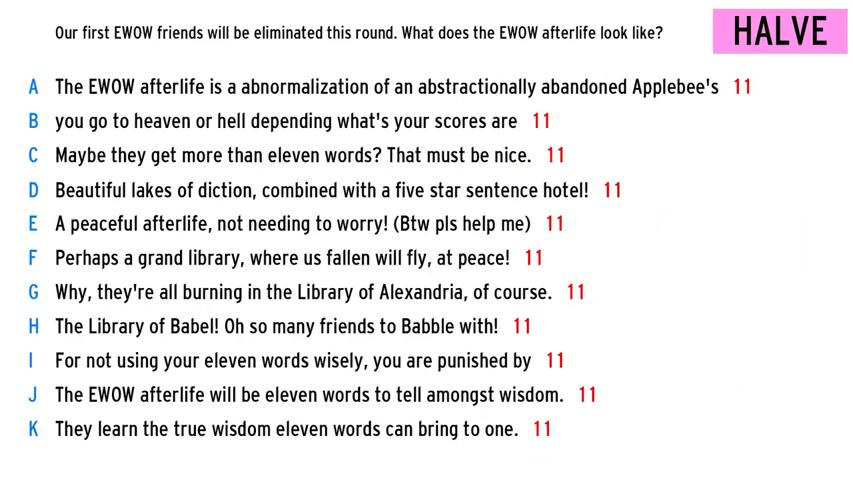 Our first EWOW friends will be eliminated this round. What does the EWOW afterlife look like?
HALVE
A The EWOW afterlife is a abnormalization of an abstractionally abandoned Applebee's 11
B you go to heaven or hell depending what's your scores are 11
C Maybe they get more than eleven words? That must be nice. 11
D Beautiful lakes of diction, combined with a five star sentence hotel! 11
E A peaceful afterlife, not needing to worry! (Btw pls help me) 11
F Perhaps a grand library, where us fallen will fly, at peace! 11
G Why, they're all burning in the Library of Alexandria, of course. 11
H The Library of Babel! Oh so many friends to Babble with! 11
I For not using your eleven words wisely, you are punished by 11
J The EWOW afterlife will be eleven words to tell amongst wisdom. 11
K They learn the true wisdom eleven words can bring to one. 11